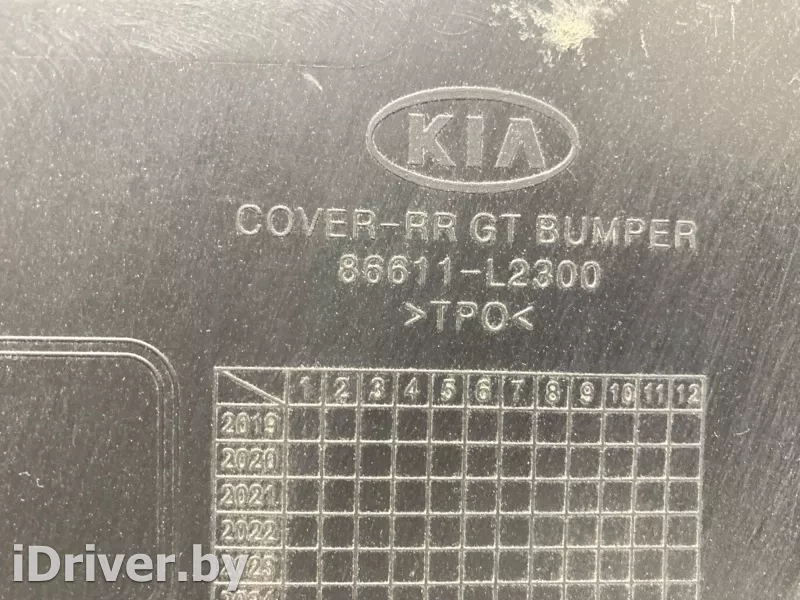 KIA
COVER-RR GT BUMPER
86611-L2300
>TPO<
1 2 3 4 5 6 7 8 9 10 11 12
2019
2020
2021
2022
iDriver.by